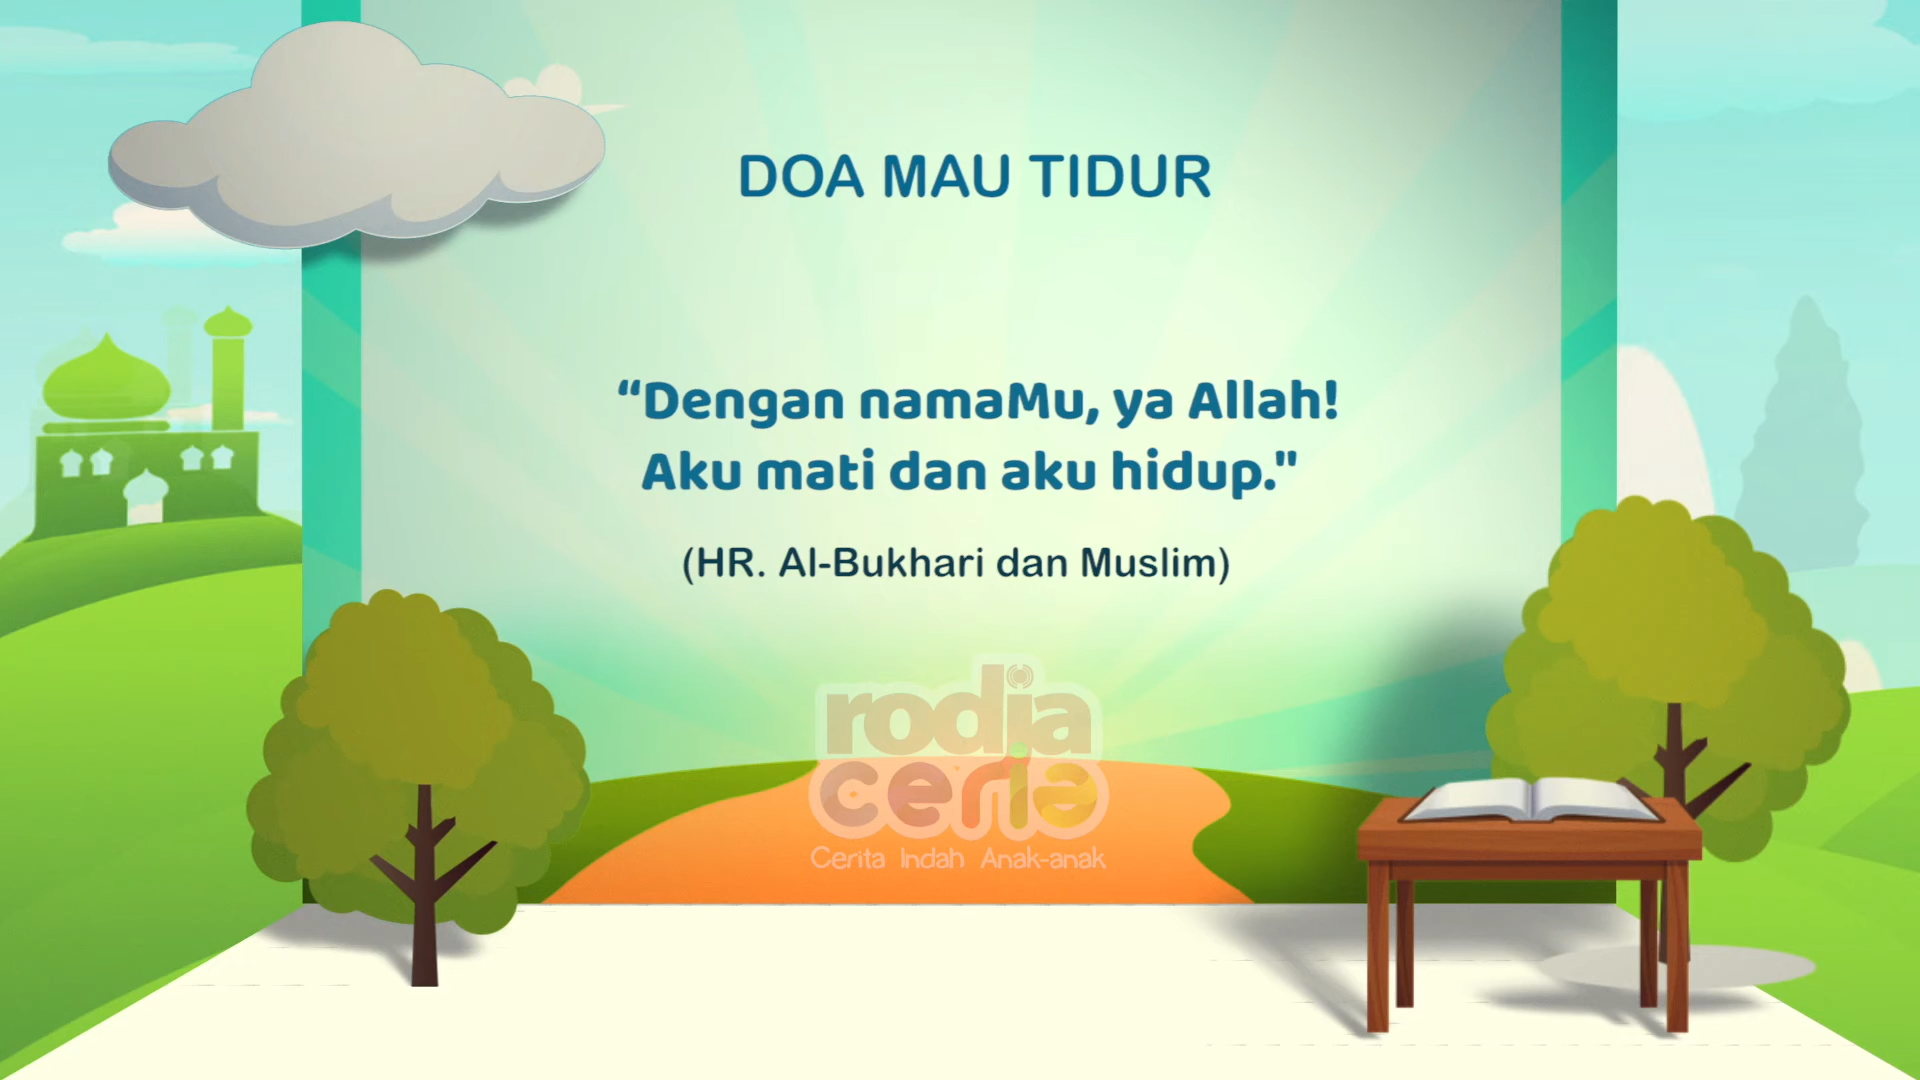 DOA MAU TIDUR
“Dengan namaMu, ya Allah!
Aku mati dan aku hidup."
(HR. Al-Bukhari dan Muslim)
rodja
ceria
Cerita Indah Anak-anak